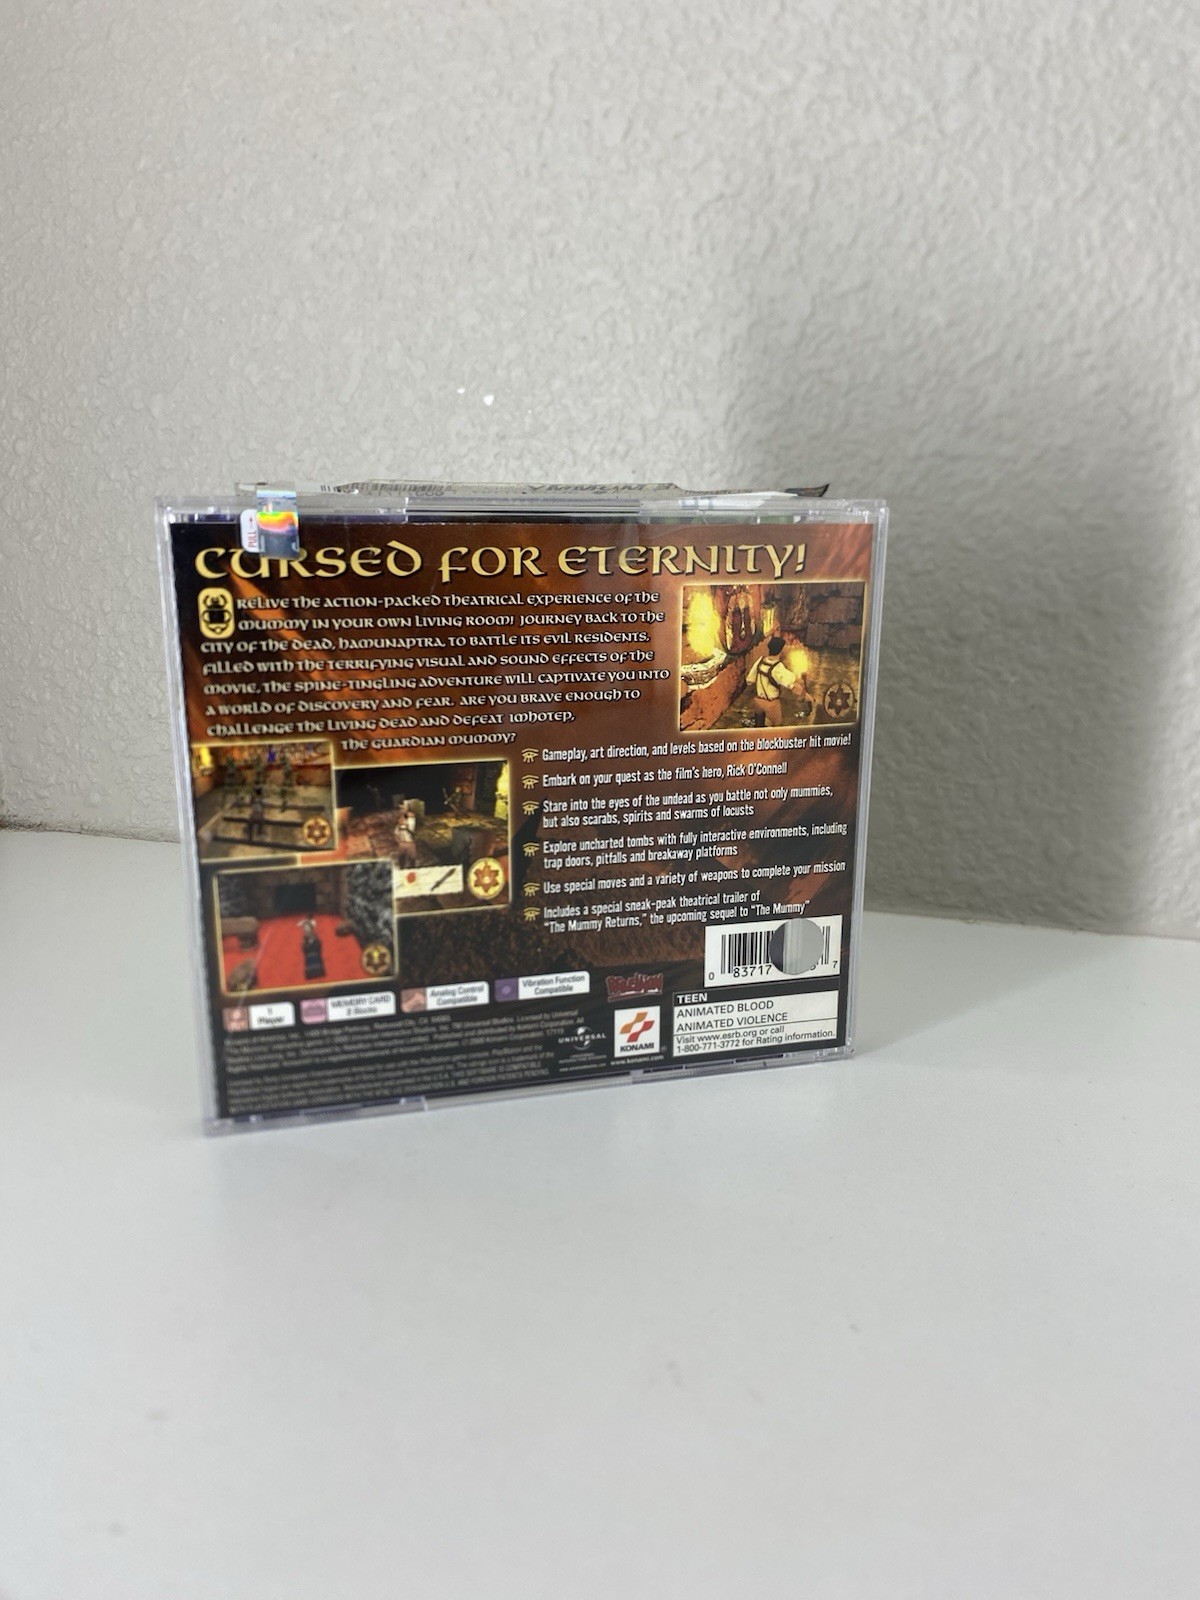 PULL
CURSED FOR ETERNITY!
RELIVE THE ACTION-PACKED THEATRICAL EXPERIENCE OF THE
MUMMY IN YOUR OWN LIVING ROOM! JOURNEY BACK TO THE
CITY OF THE DEAD, HAMUNAPTRA, TO BATTLE ITS EVIL RESIDENTS.
FILLED WITH THE TERRIFYING VISUAL AND SOUND EFFECTS OF THE
MOVIE, THE SPINE-TINGLING ADVENTURE WILL CAPTIVATE YOU INTO
A WORLD OF DISCOVERY AND FEAR. ARE YOU BRAVE ENOUGH TO
CHALLENGE THE LIVING DEAD AND DEFEAT IMHOTEP,
THE GUARDIAN MUMMY?
Gameplay, art direction, and levels based on the blockbuster hit movie!
Embark on your quest as the film's hero, Rick O'Connell
Stare into the eyes of the undead as you battle not only mummies,
but also scarabs, spirits and swarms of locusts
Explore uncharted tombs with fully interactive environments, including
trap doors, pitfalls and breakaway platforms
Use special moves and a variety of weapons to complete your mission
Includes a special sneak-peak theatrical trailer of
"The Mummy Returns," the upcoming sequel to "The Mummy"
0 83717 7
1 Player
MEMORY CARD
2 Blocks
Analog Control
Compatible
Vibration Function
Compatible
UNIVERSAL
KONAMI
www.konami.com
TEEN
ANIMATED BLOOD
ANIMATED VIOLENCE
Visit www.esrb.org or call
1-800-771-3772 for Rating information.